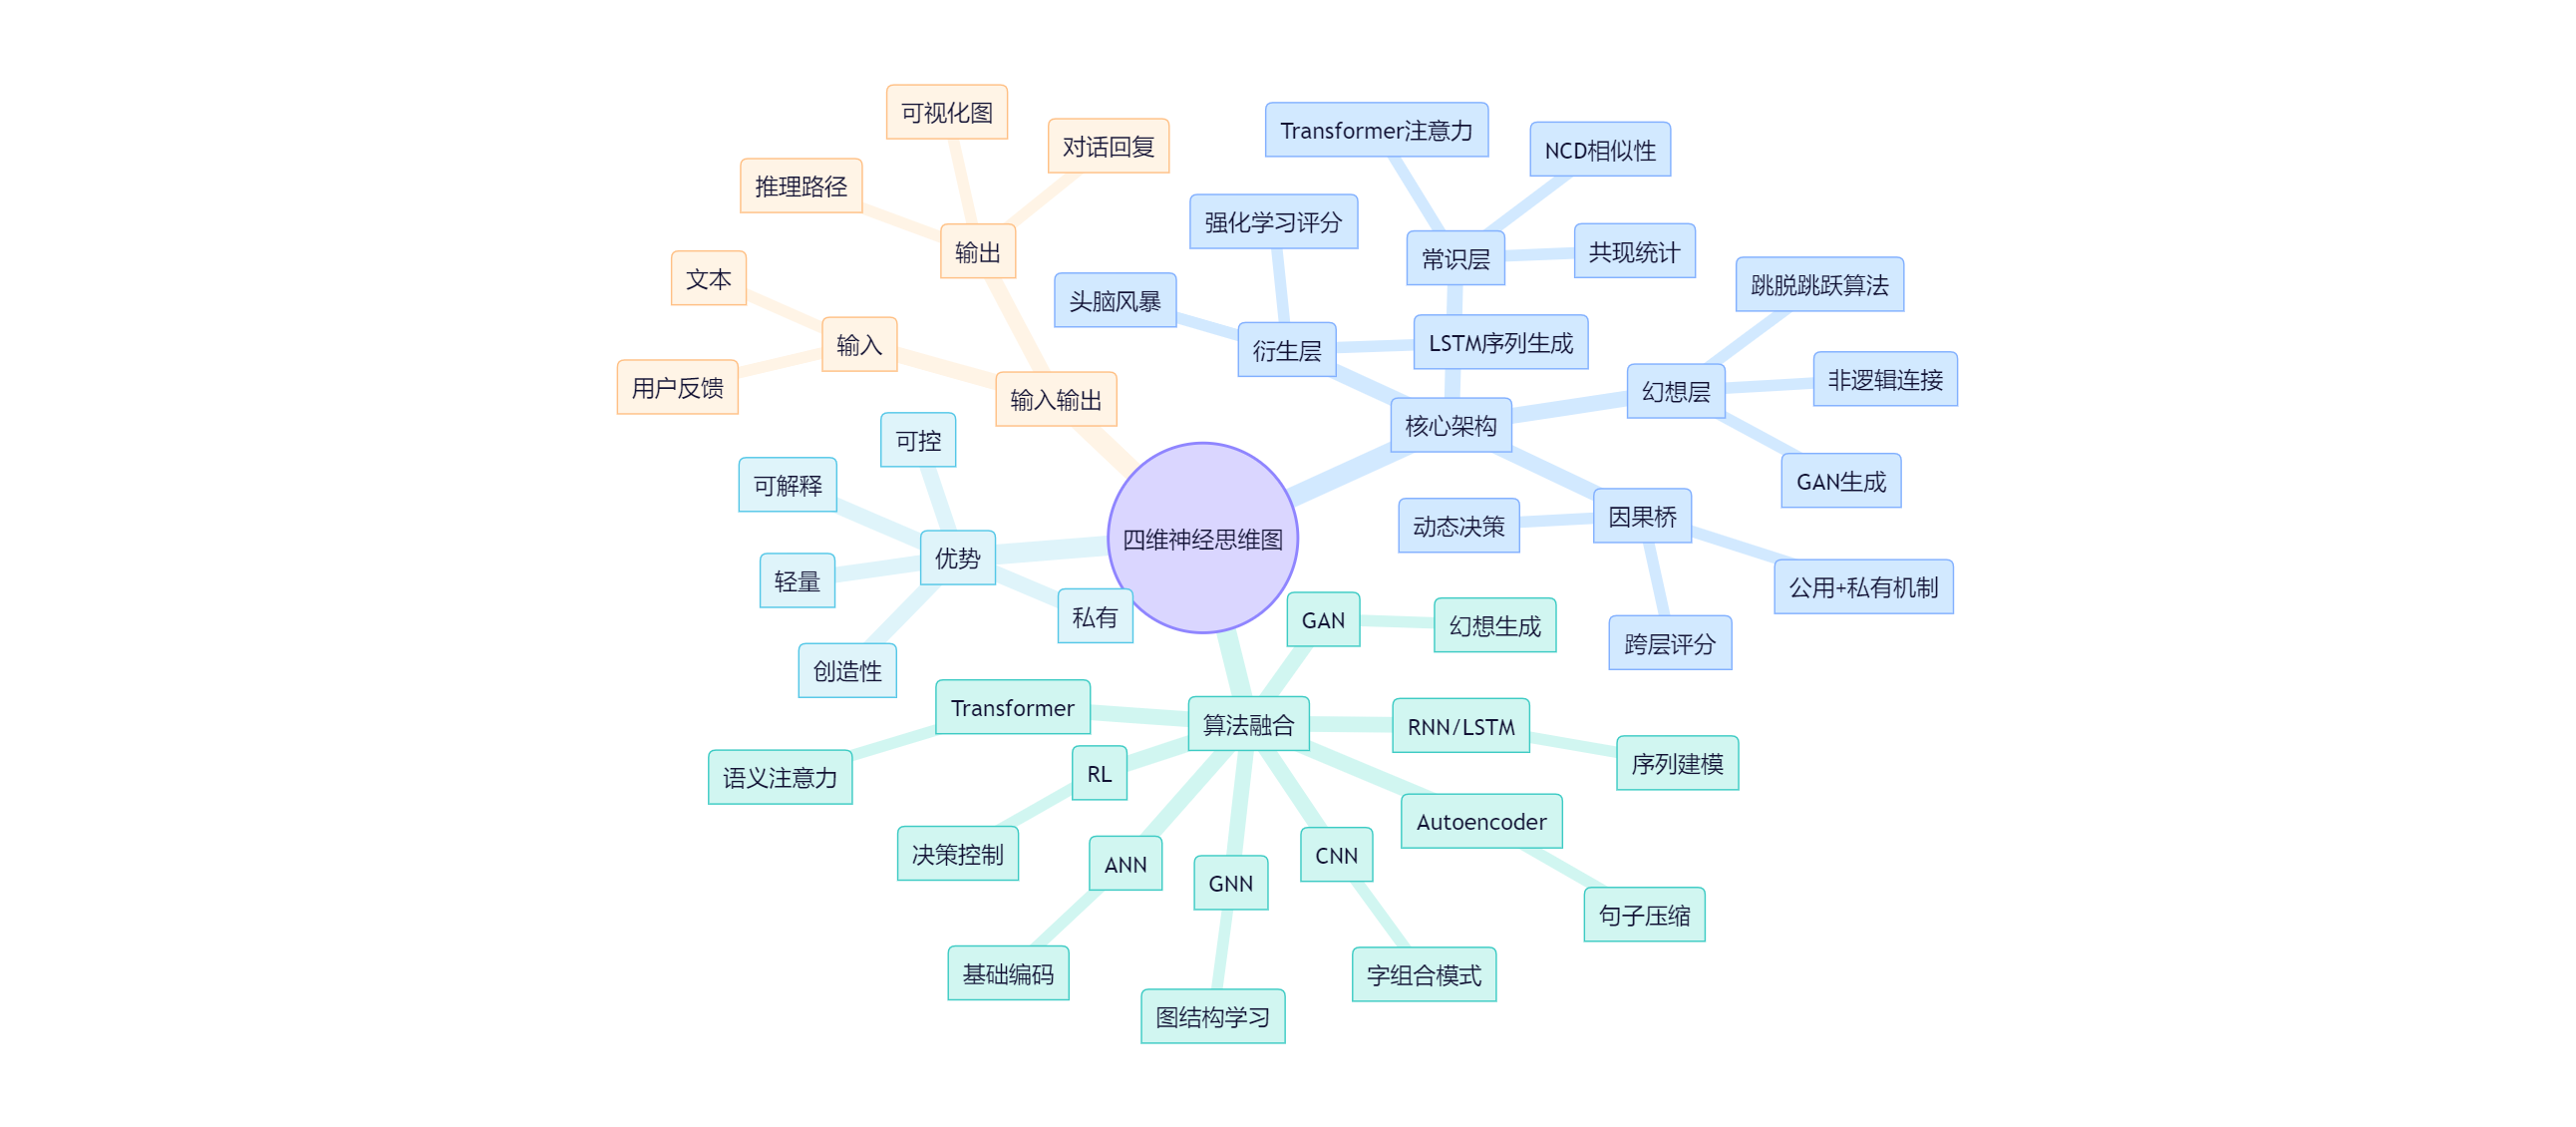 可视化图
Transformer注意力
对话回复
NCD相似性
推理路径
强化学习评分
输出
常识层
共现统计
文本
跳脱跳跃算法
头脑风暴
输入
衍生层
LSTM序列生成
用户反馈
幻想层
非逻辑连接
输入输出
核心架构
可控
可解释
GAN生成
因果桥
动态决策
四维神经思维图
优势
轻量
公用+私有机制
私有
GAN
幻想生成
跨层评分
创造性
Transformer
算法融合
RNN/LSTM
序列建模
语义注意力
RL
Autoencoder
决策控制
ANN
CNN
GNN
句子压缩
基础编码
字组合模式
图结构学习